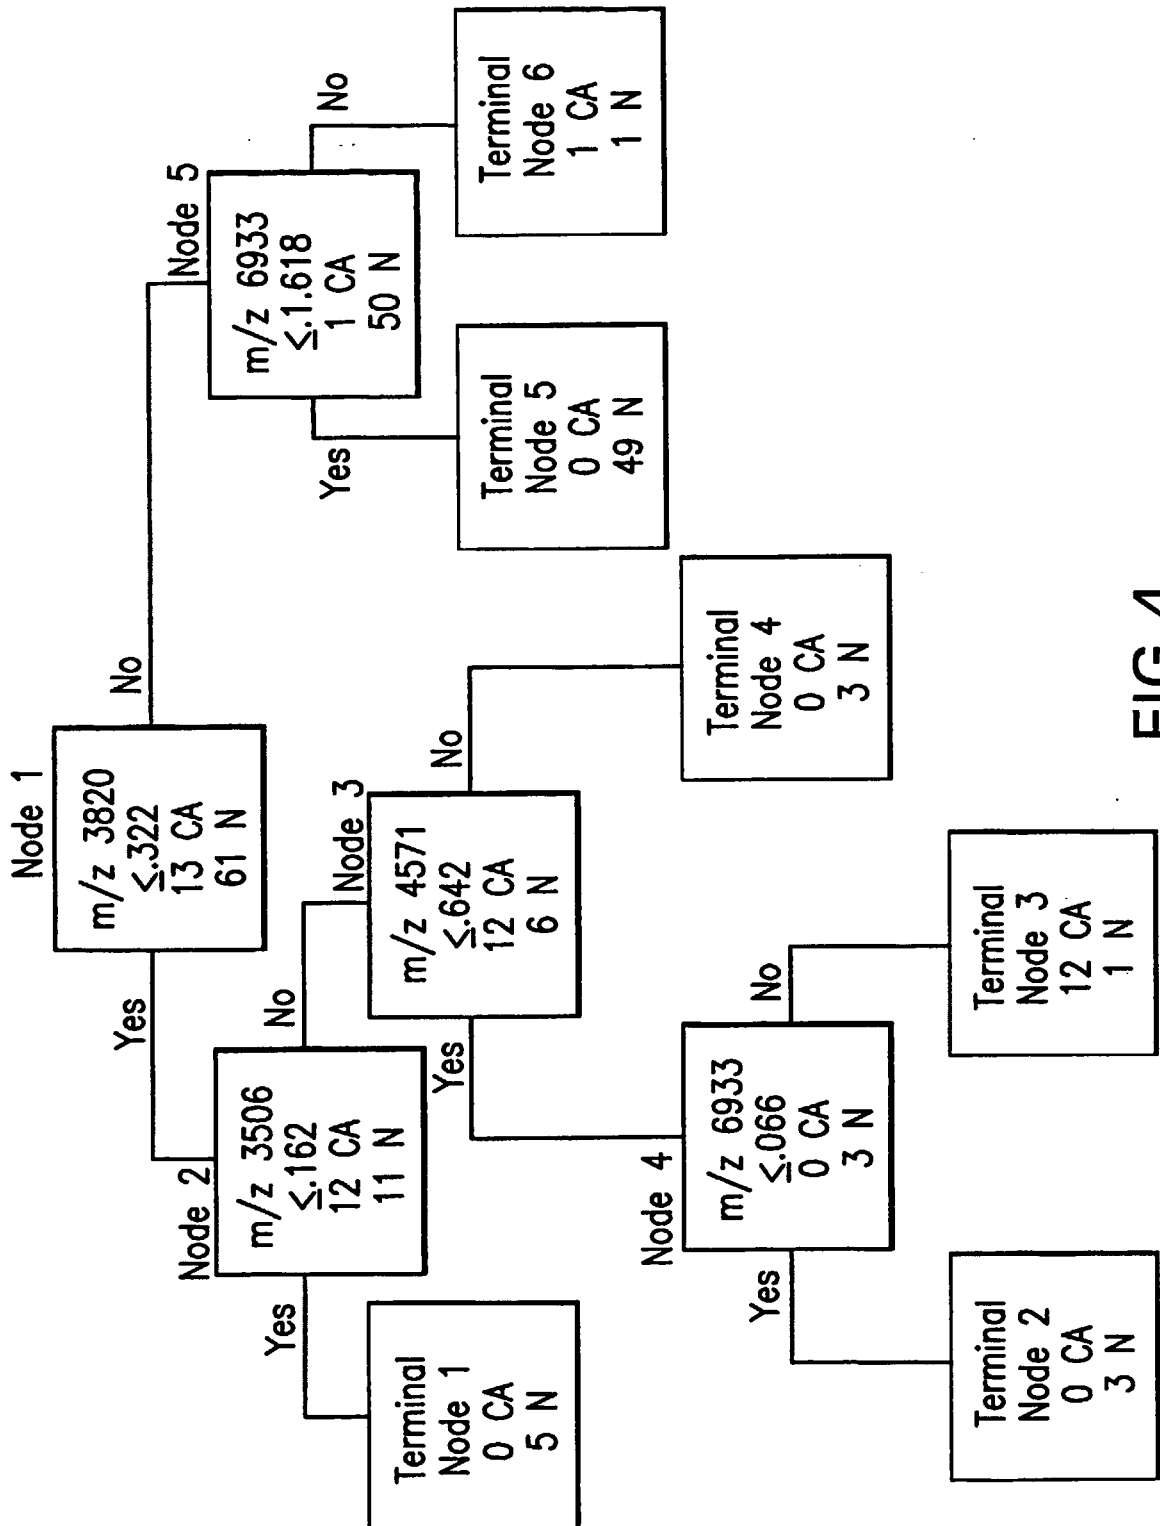 Node 1
m/z 3820
≤.322
13 CA
61 N
Yes
No
Node 2
m/z 3506
≤.162
12 CA
11 N
Node 5
m/z 6933
≤.1.618
1 CA
50 N
Yes
No
Yes
No
Terminal
Node 1
0 CA
5 N
Node 3
m/z 4571
≤.642
12 CA
6 N
Terminal
Node 5
0 CA
49 N
Terminal
Node 6
1 CA
1 N
Yes
No
Node 4
m/z 6933
≤.066
0 CA
3 N
Terminal
Node 4
0 CA
3 N
Yes
No
Terminal
Node 2
0 CA
3 N
Terminal
Node 3
12 CA
1 N
FIG.4